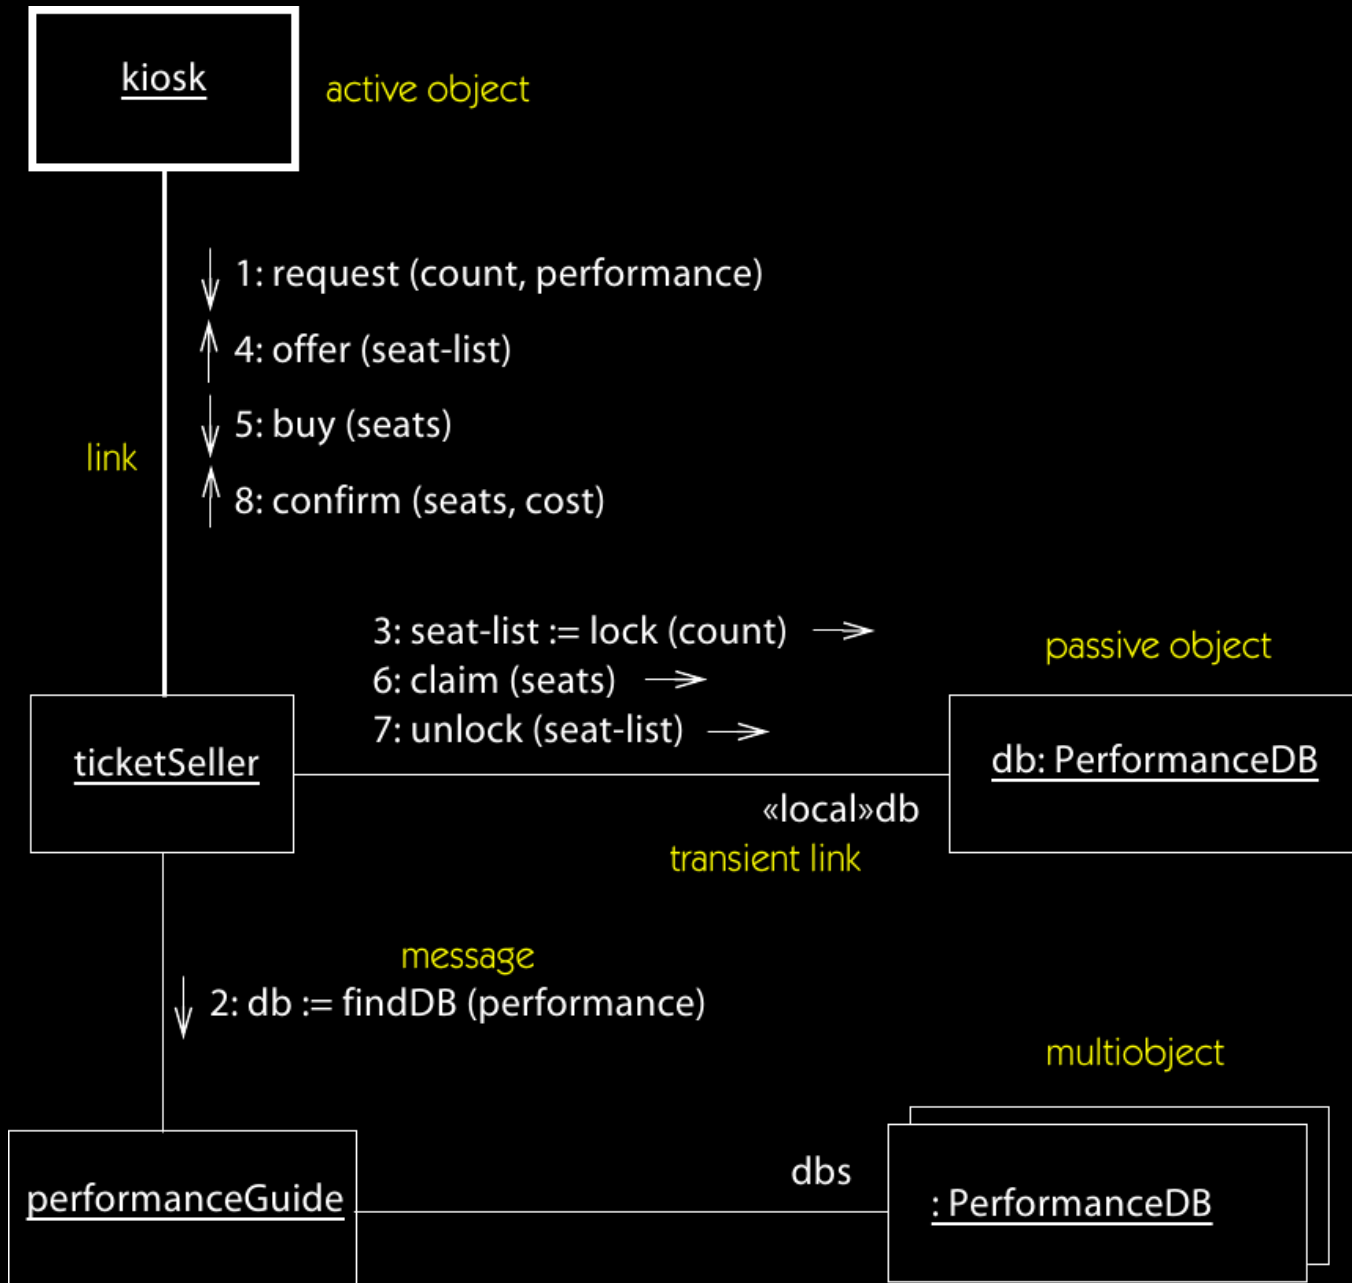 kiosk
active object
1: request (count, performance)
4: offer (seat-list)
5: buy (seats)
link
8: confirm (seats, cost)
3: seat-list := lock (count)
passive object
6: claim (seats)
7: unlock (seat-list)
ticketSeller
db: PerformanceDB
«local»db
transient link
message
2: db := findDB (performance)
multiobject
dbs
performanceGuide
: PerformanceDB